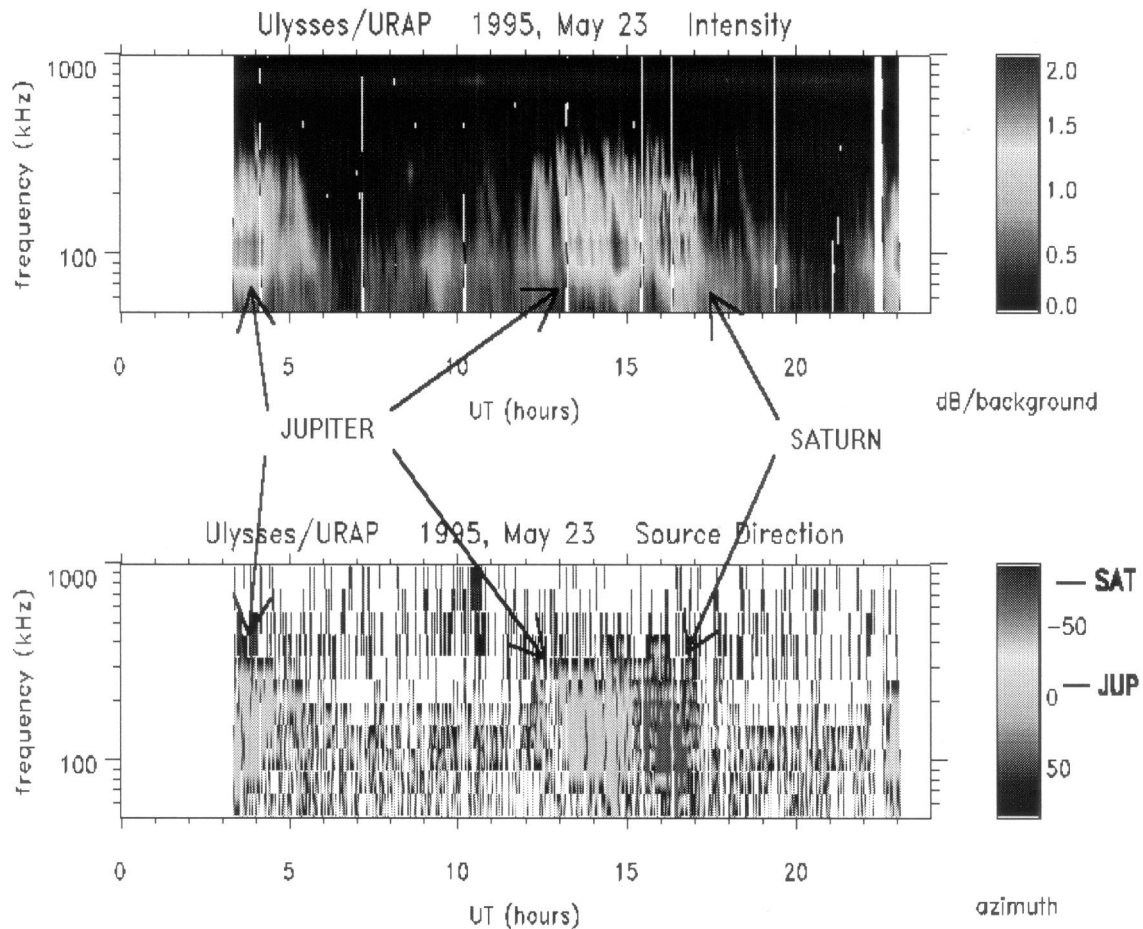 Ulysses/URAP 1995, May 23 Intensity
frequency (kHz)
1000
100
0 5 10 15 20
UT (hours)
2.0
1.5
1.0
0.5
0.0
dB/background
JUPITER
SATURN
Ulysses/URAP 1995, May 23 Source Direction
frequency (kHz)
1000
100
0 5 10 15 20
UT (hours)
— SAT
-50
0 — JUP
50
azimuth